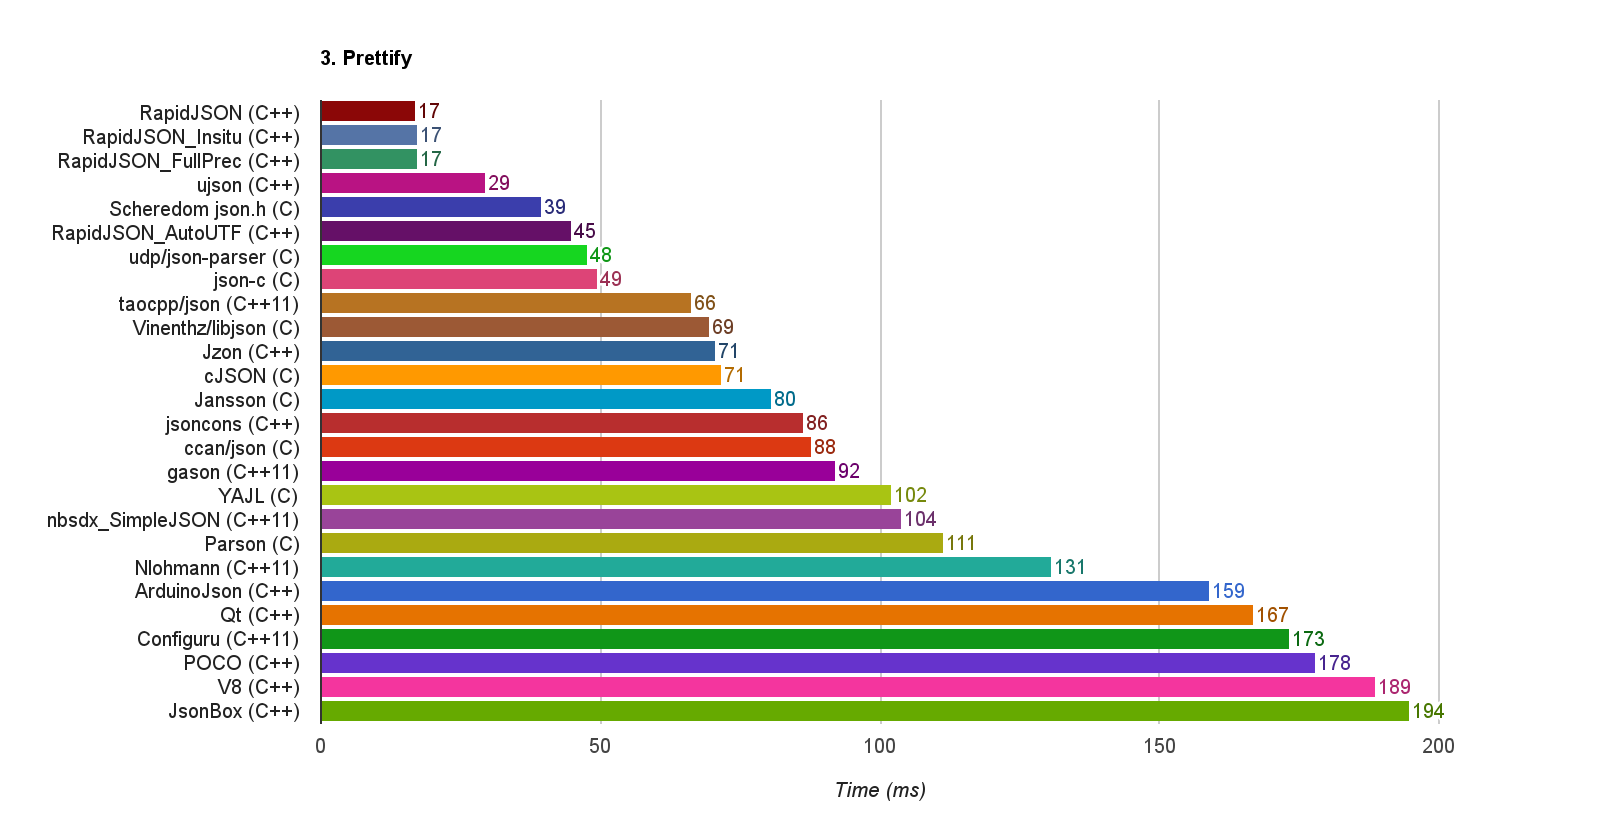 3. Prettify
RapidJSON (C++) 17
RapidJSON_Insitu (C++) 17
RapidJSON_FullPrec (C++) 17
ujson (C++) 29
Scheredom json.h (C) 39
RapidJSON_AutoUTF (C++) 45
udp/json-parser (C) 48
json-c (C) 49
taocpp/json (C++11) 66
Vinenthz/libjson (C) 69
Jzon (C++) 71
cJSON (C) 71
Jansson (C) 80
jsoncons (C++) 86
ccan/json (C) 88
gason (C++11) 92
YAJL (C) 102
nbsdx_SimpleJSON (C++11) 104
Parson (C) 111
Nlohmann (C++11) 131
ArduinoJson (C++) 159
Qt (C++) 167
Configuru (C++11) 173
POCO (C++) 178
V8 (C++) 189
JsonBox (C++) 194
0 50 100 150 200
Time (ms)